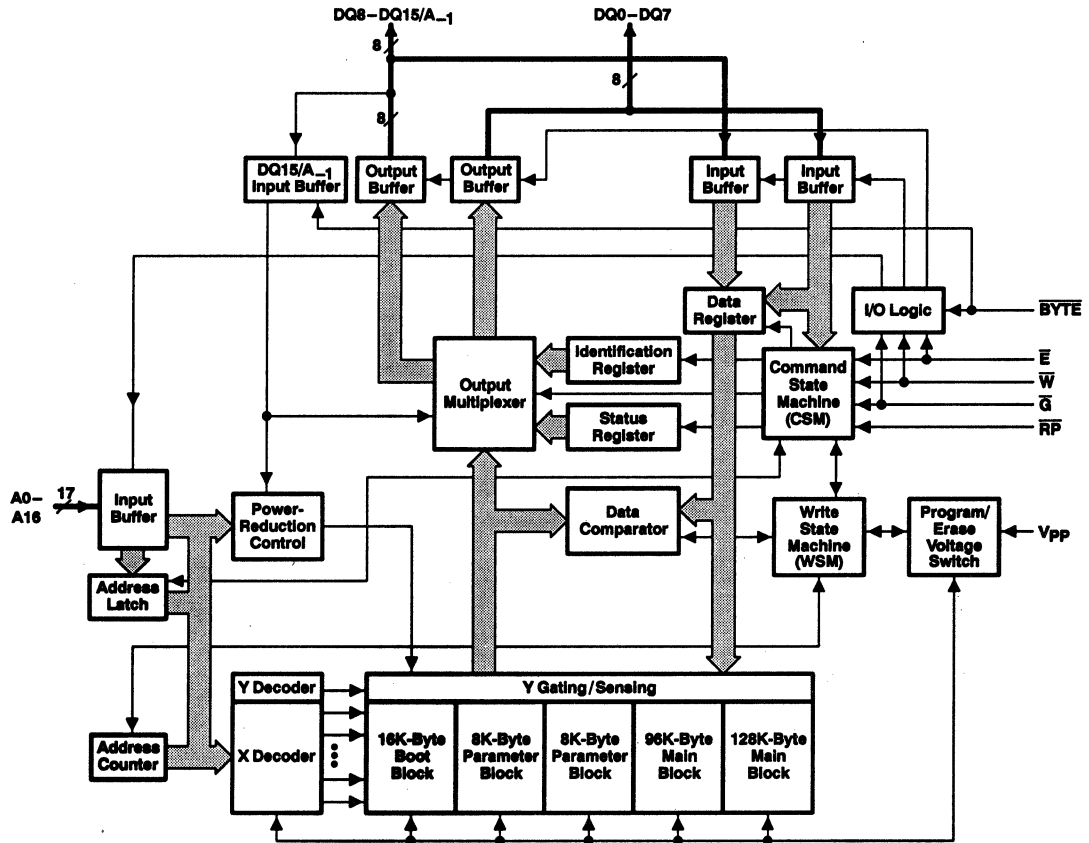 DQ8–DQ15/A₋₁
DQ0–DQ7
8
8
8
DQ15/A₋₁
Input Buffer
Output
Buffer
Output
Buffer
Input
Buffer
Input
Buffer
Data
Register
I/O Logic
B̅Y̅T̅E̅
E̅
W̅
G̅
R̅P̅
Output
Multiplexer
Identification
Register
Status
Register
Command
State
Machine
(CSM)
A0–
A16
17
Input
Buffer
Power-
Reduction
Control
Data
Comparator
Write
State
Machine
(WSM)
Program/
Erase
Voltage
Switch
VPP
Address
Latch
Address
Counter
Y Decoder
X Decoder
Y Gating/Sensing
16K-Byte
Boot
Block
8K-Byte
Parameter
Block
8K-Byte
Parameter
Block
96K-Byte
Main
Block
128K-Byte
Main
Block